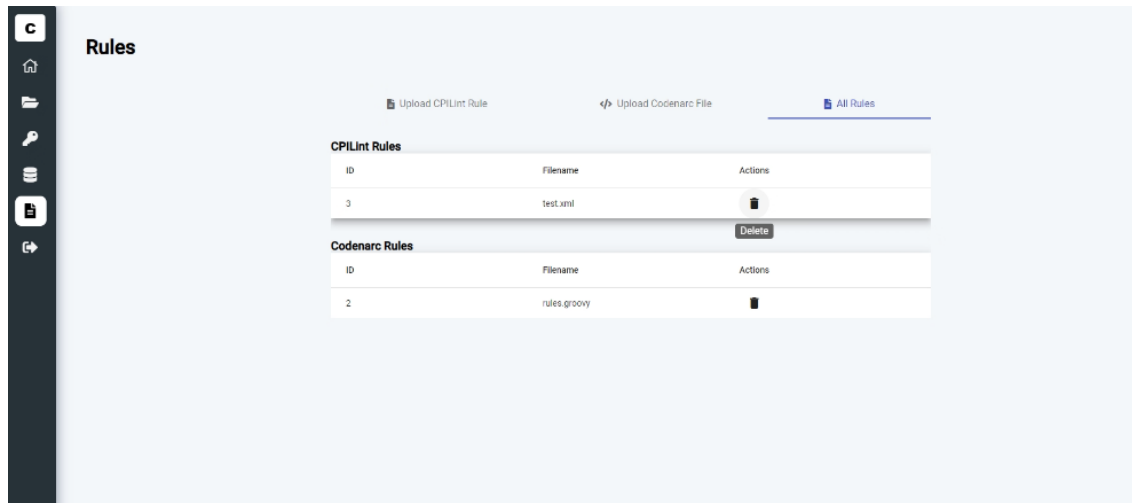 C
Rules
Upload CPILint Rule
</> Upload Codenarc File
All Rules
CPILint Rules
ID Filename Actions
3 test.xml
Delete
Codenarc Rules
ID Filename Actions
2 rules.groovy